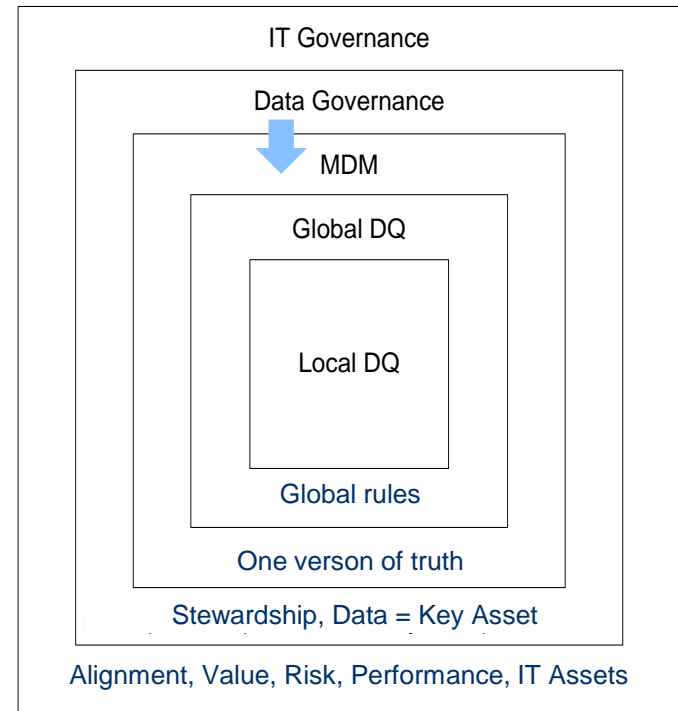 IT Governance
Data Governance
MDM
Global DQ
Local DQ
Global rules
One verson of truth
Stewardship, Data = Key Asset
Alignment, Value, Risk, Performance, IT Assets